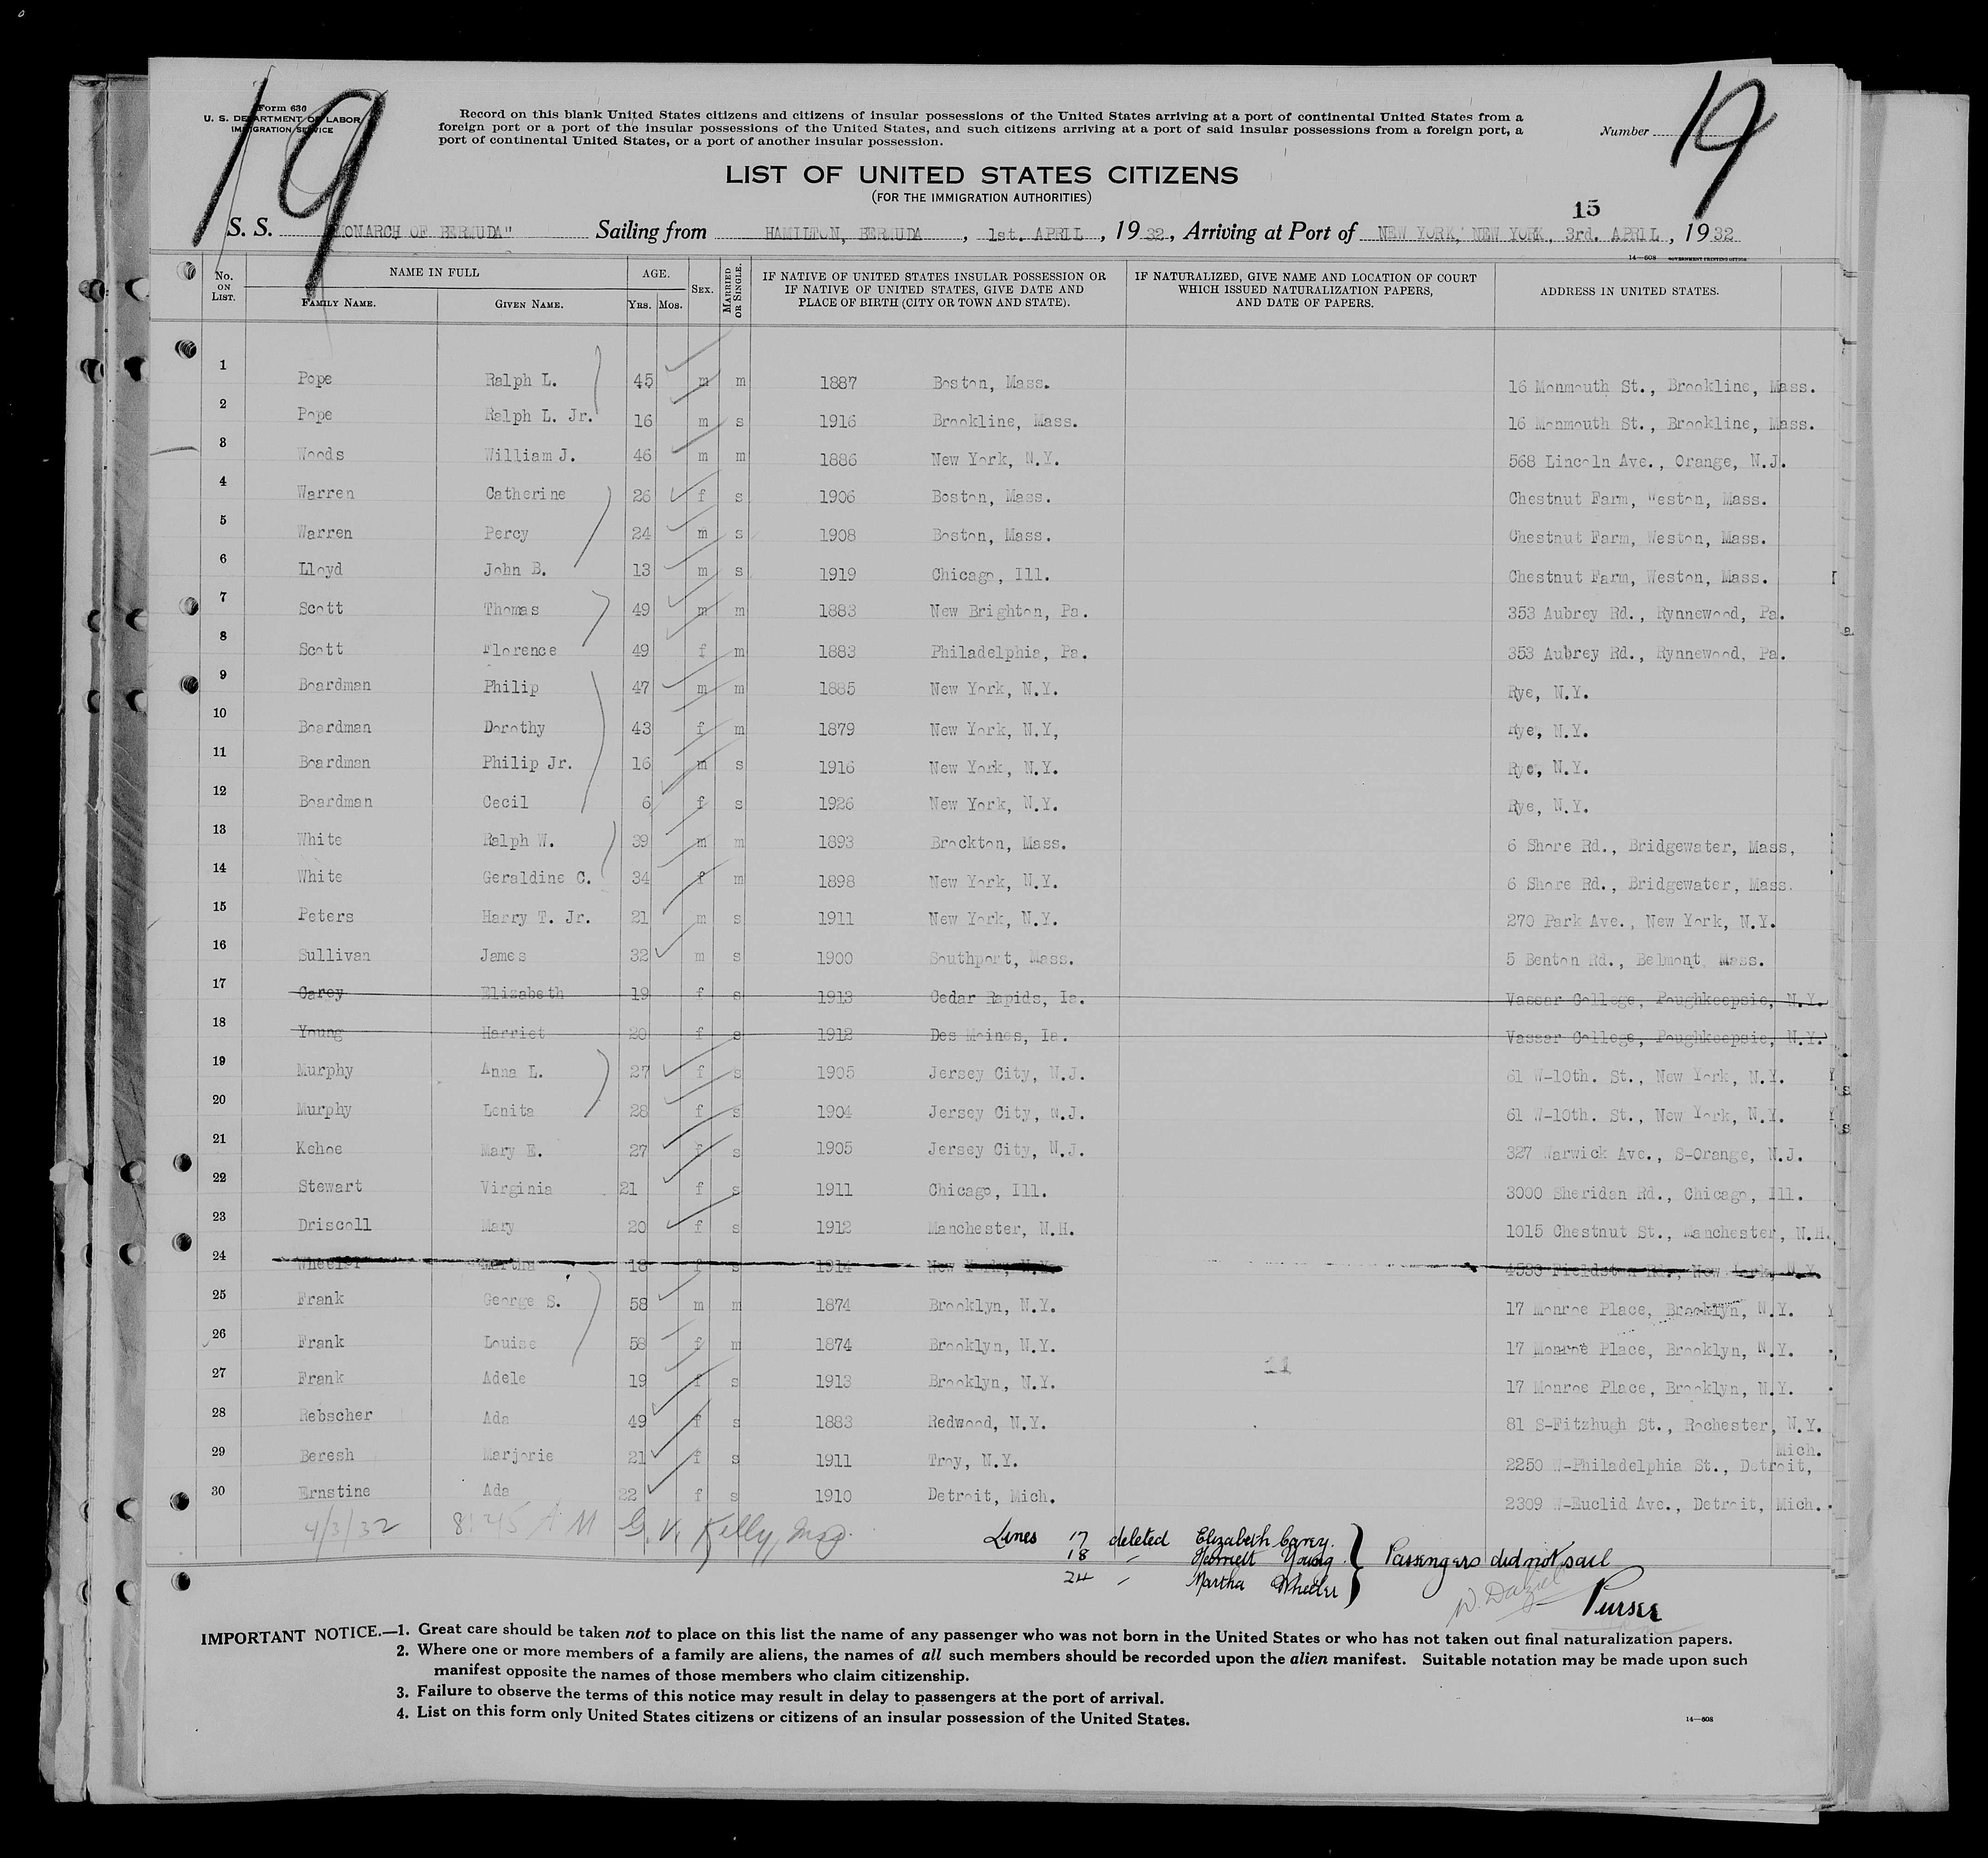 19
19
Form 630
U. S. DEPARTMENT OF LABOR
IMMIGRATION SERVICE
Record on this blank United States citizens and citizens of insular possessions of the United States arriving at a port of continental United States from a
foreign port or a port of the insular possessions of the United States, and such citizens arriving at a port of said insular possessions from a foreign port, a
port of continental United States, or a port of another insular possession.
Number
LIST OF UNITED STATES CITIZENS
(FOR THE IMMIGRATION AUTHORITIES)
15
S. S. "MONARCH OF BERMUDA" Sailing from HAMILTON, BERMUDA, 1st. APRIL, 1932, Arriving at Port of NEW YORK, NEW YORK, 3rd. APRIL, 1932
14—608 GOVERNMENT PRINTING OFFICE
No. ON LIST. NAME IN FULL FAMILY NAME. GIVEN NAME. AGE. YRS. MOS. SEX. MARRIED OR SINGLE. IF NATIVE OF UNITED STATES INSULAR POSSESSION OR IF NATIVE OF UNITED STATES, GIVE DATE AND PLACE OF BIRTH (CITY OR TOWN AND STATE). IF NATURALIZED, GIVE NAME AND LOCATION OF COURT WHICH ISSUED NATURALIZATION PAPERS, AND DATE OF PAPERS. ADDRESS IN UNITED STATES.
1 Pope Ralph L. 45 m m 1887 Boston, Mass. 16 Monmouth St., Brookline, Mass.
2 Pope Ralph L. Jr. 16 m s 1916 Brookline, Mass. 16 Monmouth St., Brookline, Mass.
3 Woods William J. 46 m m 1886 New York, N.Y. 568 Lincoln Ave., Orange, N.J.
4 Warren Catherine 26 f s 1906 Boston, Mass. Chestnut Farm, Weston, Mass.
5 Warren Percy 24 m s 1908 Boston, Mass. Chestnut Farm, Weston, Mass.
6 Lloyd John B. 13 m s 1919 Chicago, Ill. Chestnut Farm, Weston, Mass.
7 Scott Thomas 49 m m 1883 New Brighton, Pa. 353 Aubrey Rd., Rynnewood, Pa.
8 Scott Florence 49 f m 1883 Philadelphia, Pa. 353 Aubrey Rd., Rynnewood, Pa.
9 Boardman Philip 47 m m 1885 New York, N.Y. Rye, N.Y.
10 Boardman Dorothy 43 f m 1879 New York, N.Y, Rye, N.Y.
11 Boardman Philip Jr. 16 m s 1916 New York, N.Y. Rye, N.Y.
12 Boardman Cecil 6 f s 1926 New York, N.Y. Rye, N.Y.
13 White Ralph W. 39 m m 1893 Brockton, Mass. 6 Shore Rd., Bridgewater, Mass,
14 White Geraldine C. 34 f m 1898 New York, N.Y. 6 Shore Rd., Bridgewater, Mass.
15 Peters Harry T. Jr. 21 m s 1911 New York, N.Y. 270 Park Ave., New York, N.Y.
16 Sullivan James 32 m s 1900 Southport, Mass. 5 Benton Rd., Belmont, Mass.
17 Carey Elizabeth 19 f s 1913 Cedar Rapids, Ia. Vassar College, Poughkeepsie, N.Y.
18 Young Harriet 20 f s 1912 Des Moines, Ia. Vassar College, Poughkeepsie, N.Y.
19 Murphy Anna L. 27 f s 1905 Jersey City, N.J. 61 W-10th. St., New York, N.Y.
20 Murphy Lonita 28 f s 1904 Jersey City, N.J. 61 W-10th. St., New York, N.Y.
21 Kehoe Mary E. 27 f s 1905 Jersey City, N.J. 327 Warwick Ave., S-Orange, N.J.
22 Stewart Virginia 21 f s 1911 Chicago, Ill. 3000 Sheridan Rd., Chicago, Ill.
23 Driscoll Mary 20 f s 1912 Manchester, N.H. 1015 Chestnut St., Manchester, N.H.
24 Wheeler Martha 18 f s 1914 New York, N.Y. 4580 Fieldston Rd., New York, N.Y.
25 Frank George S. 58 m m 1874 Brooklyn, N.Y. 17 Monroe Place, Brooklyn, N.Y.
26 Frank Louise 58 f m 1874 Brooklyn, N.Y. 17 Monroe Place, Brooklyn, N.Y.
27 Frank Adele 19 f s 1913 Brooklyn, N.Y. 11 17 Monroe Place, Brooklyn, N.Y.
28 Rebscher Ada 49 f s 1883 Redwood, N.Y. 81 S-Fitzhugh St., Rochester, N.Y.
29 Beresh Marjorie 21 f s 1911 Troy, N.Y. 2250 W-Philadelphia St., Detroit, Mich.
30 Ernstine Ada 22 f s 1910 Detroit, Mich. 2309 W-Euclid Ave., Detroit, Mich.
4/3/32 8:45 AM G. V. Kelly, Insp.
Lines 17 deleted Elizabeth Carey.
18 " Harriett Young
24 " Martha Wheeler
Passengers did not sail
Purser
IMPORTANT NOTICE.—1. Great care should be taken not to place on this list the name of any passenger who was not born in the United States or who has not taken out final naturalization papers.
2. Where one or more members of a family are aliens, the names of all such members should be recorded upon the alien manifest. Suitable notation may be made upon such
manifest opposite the names of those members who claim citizenship.
3. Failure to observe the terms of this notice may result in delay to passengers at the port of arrival.
4. List on this form only United States citizens or citizens of an insular possession of the United States.
14—608